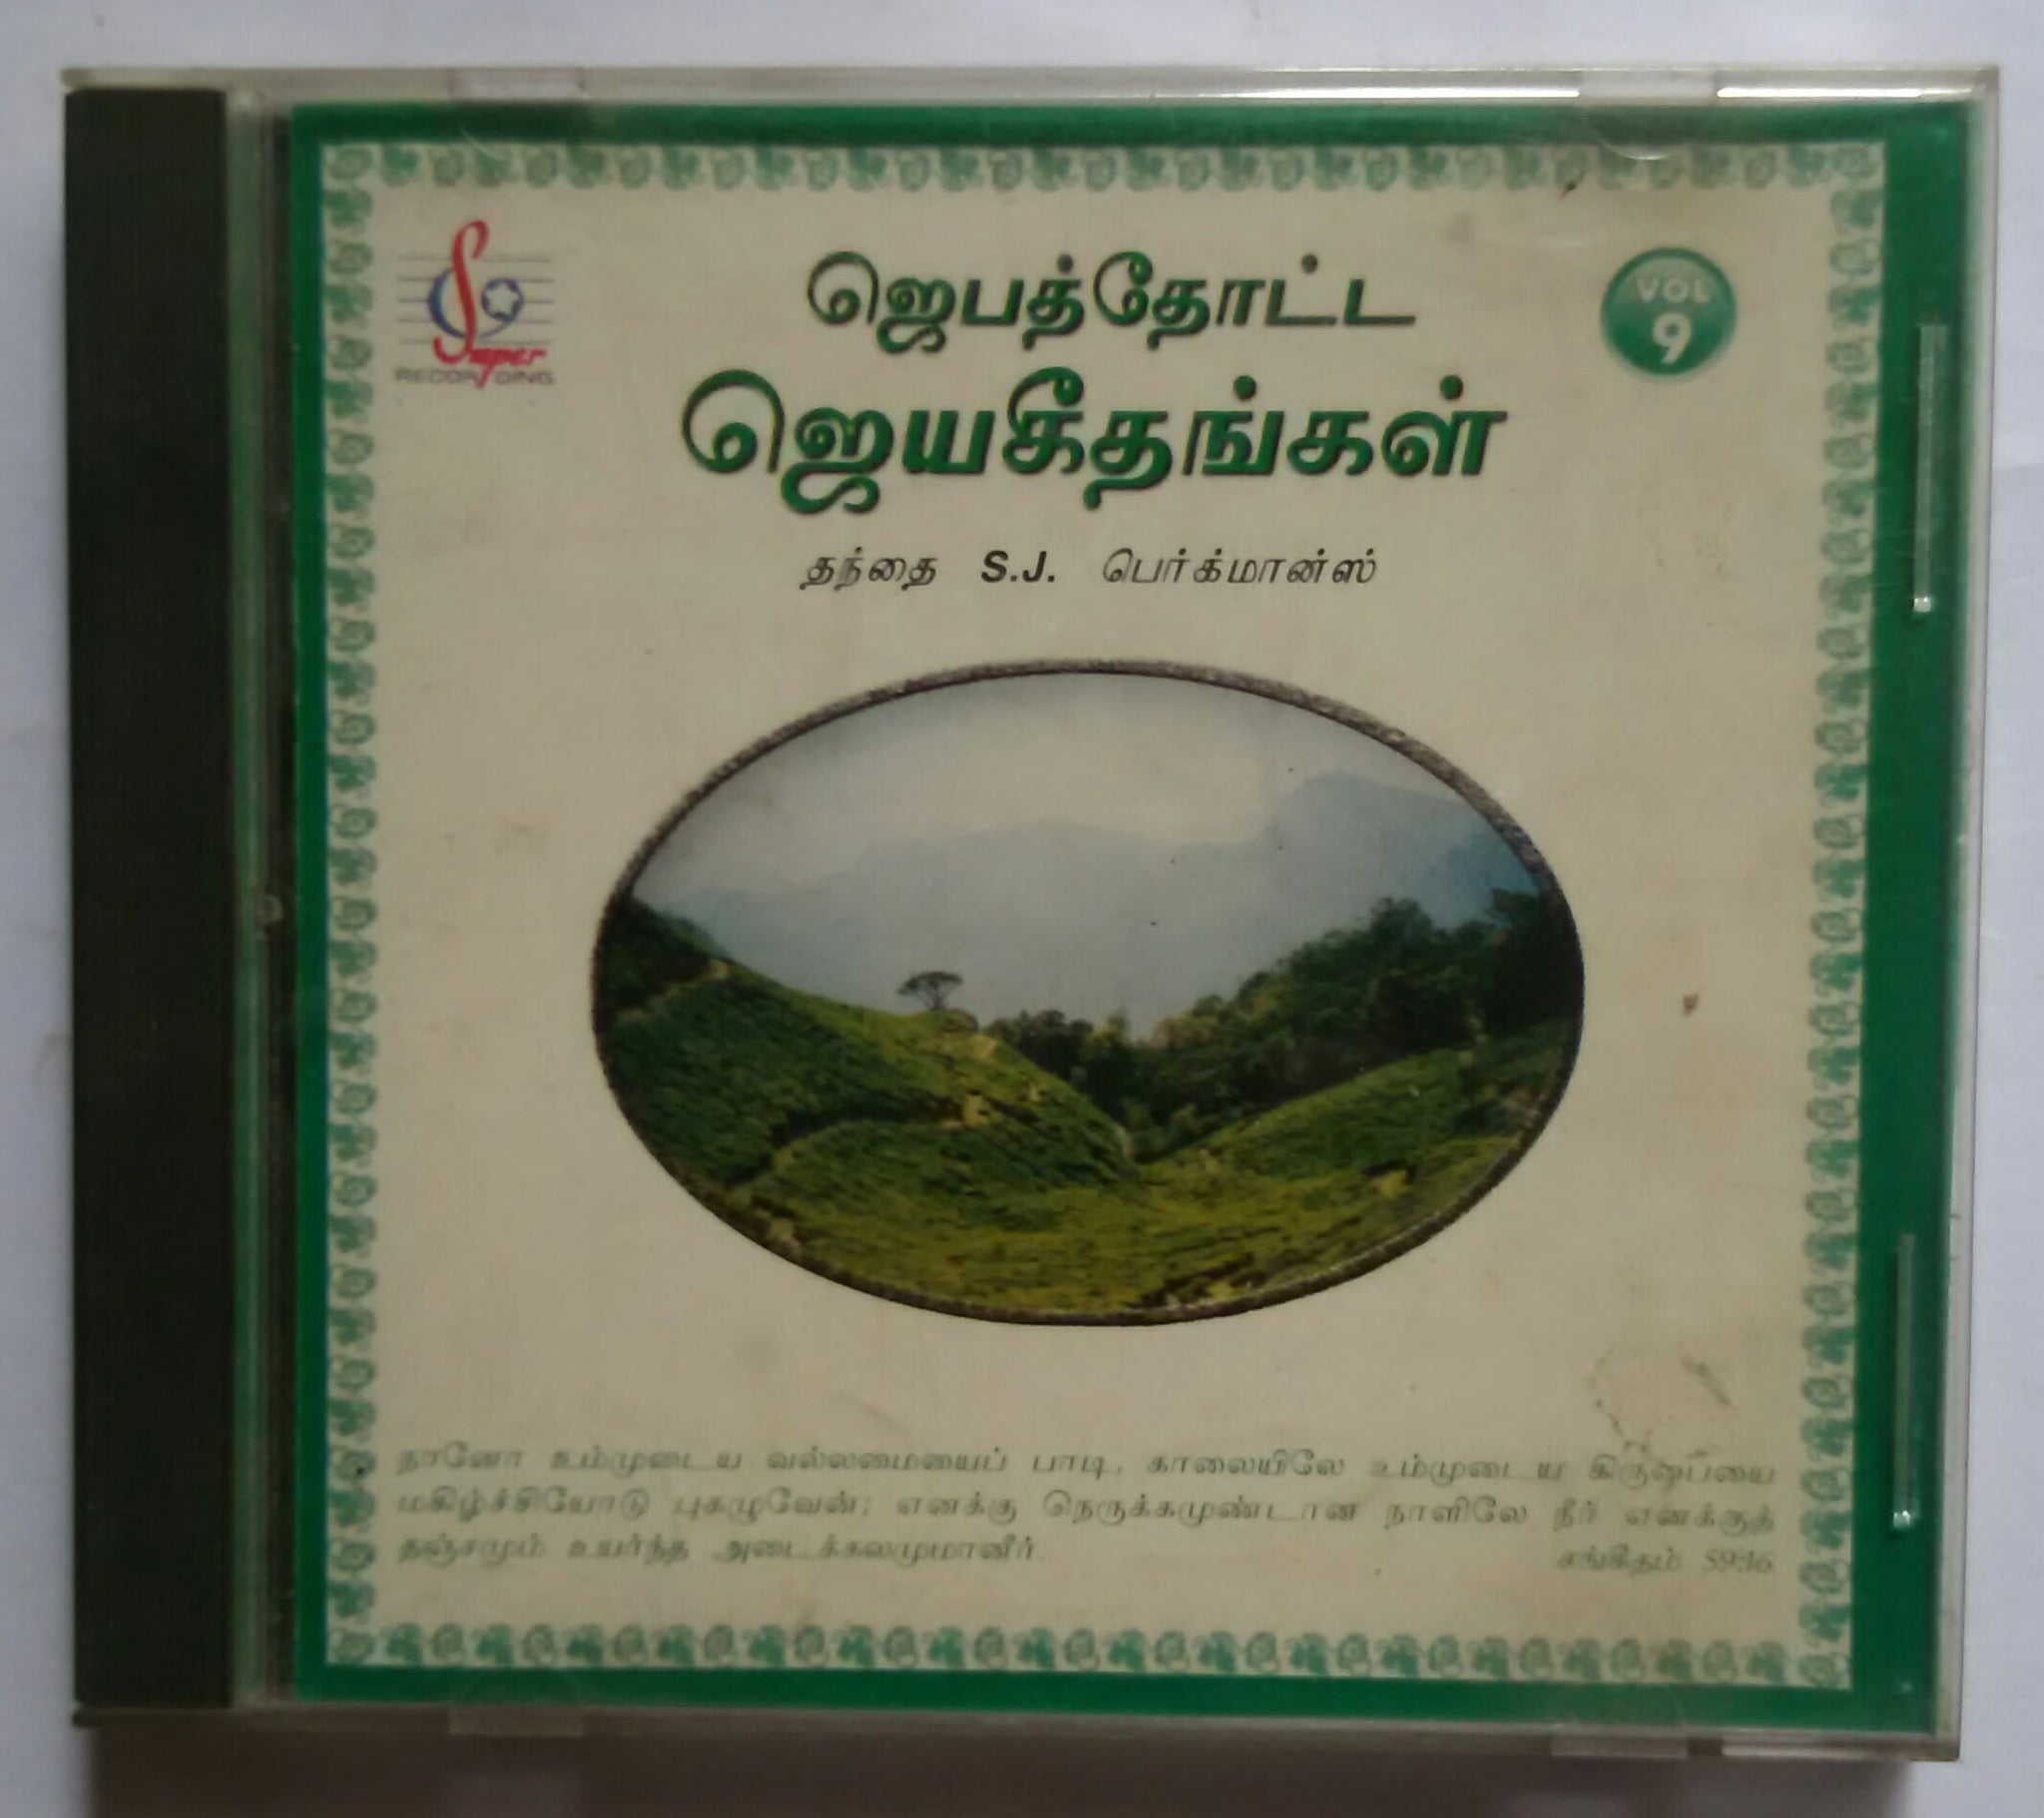 Super
RECORDING
ஜெபத்தோட்ட
VOL
9
ஜெயகீதங்கள்
தந்தை S.J. பெர்க்மான்ஸ்
நானோ உம்முடைய வல்லமையைப் பாடி, காலையிலே உம்முடைய கிருபையை
மகிழ்ச்சியோடு புகழுவேன்; எனக்கு நெருக்கமுண்டான நாளிலே நீர் எனக்குத்
தஞ்சமும் உயர்ந்த அடைக்கலமுமானீர்.
சங்கீதம் 59:16